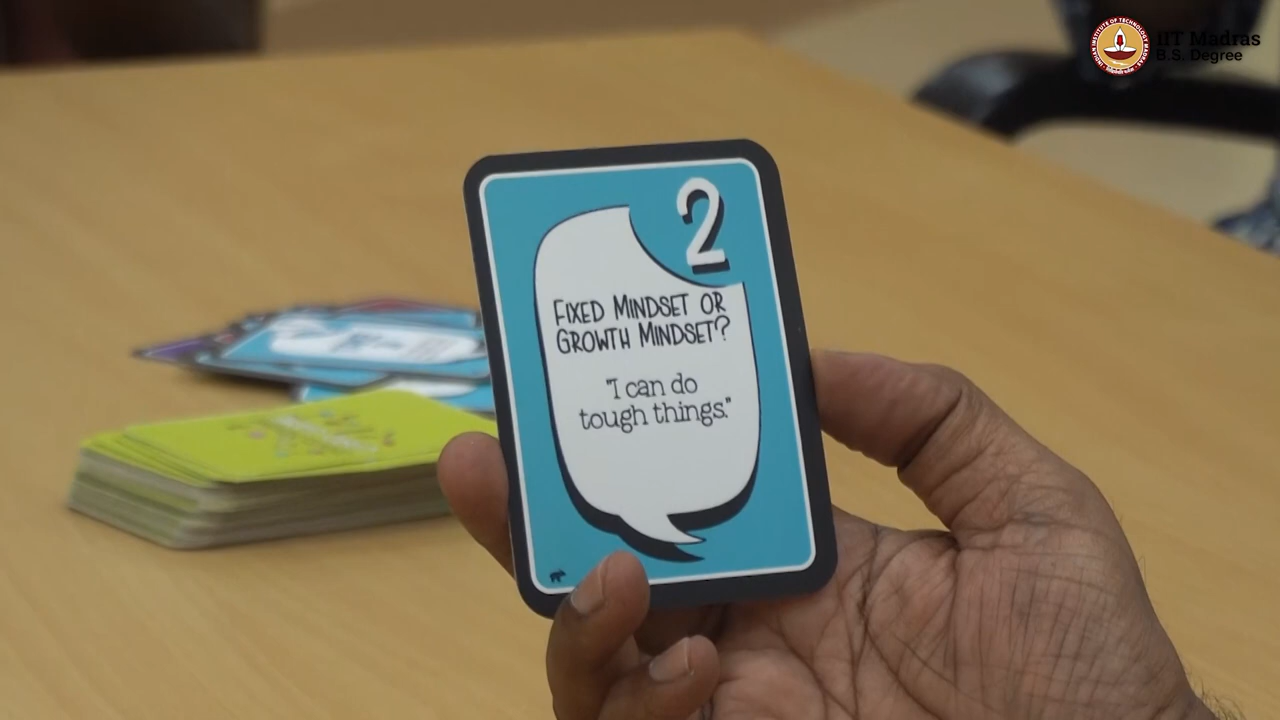 IIT Madras
B.S. Degree
2
FIXED MINDSET OR
GROWTH MINDSET?
"I can do
tough things."